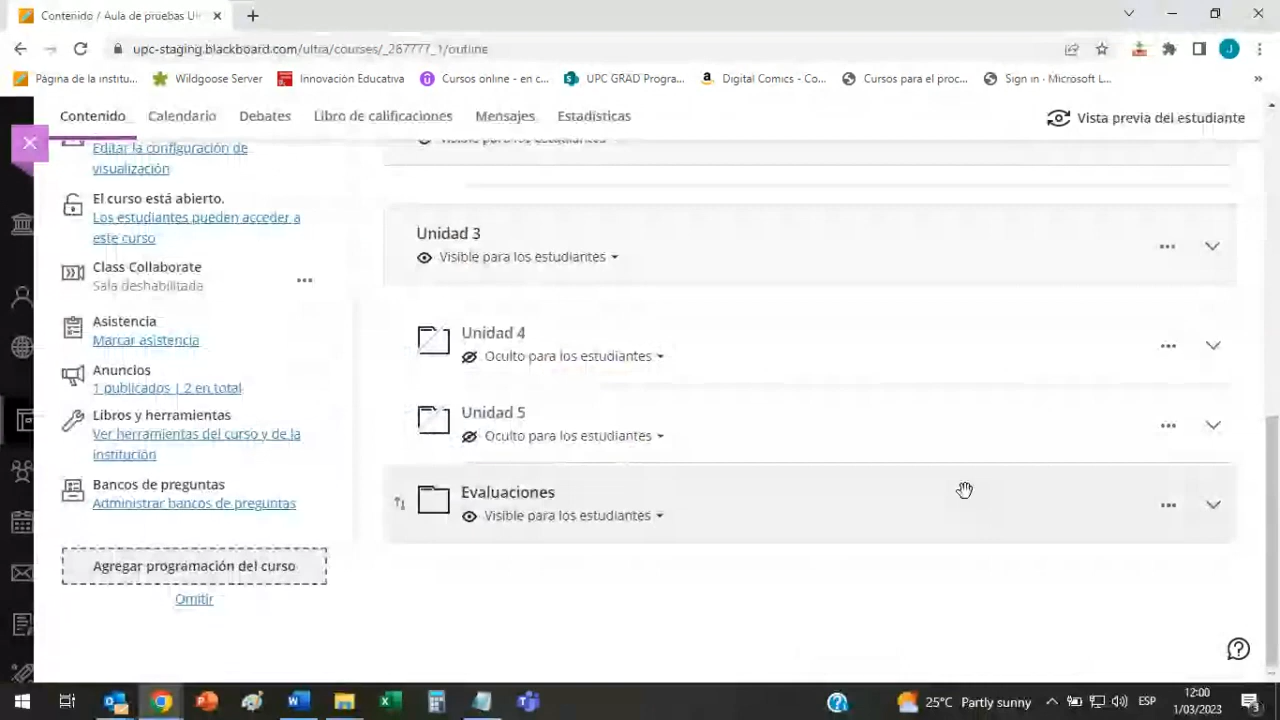 Contenido / Aula de pruebas U
upc-staging.blackboard.com/ultra/courses/_267777_1/outline
J
Página de la institu...
Wildgoose Server
Innovación Educativa
Cursos online - en c...
UPC GRAD Progra...
Digital Comics - Co...
Cursos para el proc...
Sign in - Microsoft L...
»
Contenido
Calendario
Debates
Libro de calificaciones
Mensajes
Estadísticas
Vista previa del estudiante
Editar la configuración de
visualización
El curso está abierto.
Los estudiantes pueden acceder a
este curso
Class Collaborate
Sala deshabilitada
Asistencia
Marcar asistencia
Anuncios
1 publicados | 2 en total
Libros y herramientas
Ver herramientas del curso y de la
institución
Bancos de preguntas
Administrar bancos de preguntas
Agregar programación del curso
Omitir
Visible para los estudiantes
Unidad 3
Visible para los estudiantes
Unidad 4
Oculto para los estudiantes
Unidad 5
Oculto para los estudiantes
Evaluaciones
Visible para los estudiantes
25°C Partly sunny
ESP
12:00
1/03/2023
3